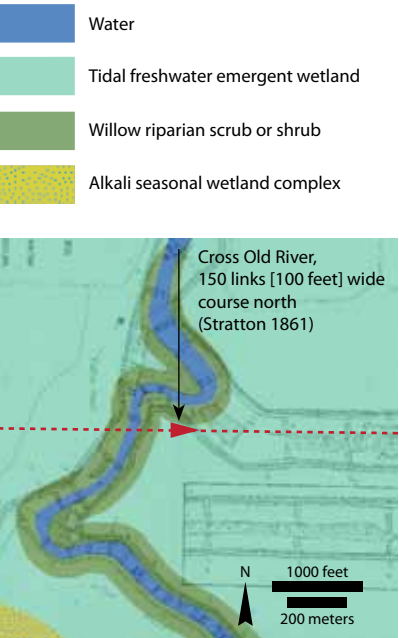 Water
Tidal freshwater emergent wetland
Willow riparian scrub or shrub
Alkali seasonal wetland complex
Cross Old River,
150 links [100 feet] wide
course north
(Stratton 1861)
N
1000 feet
200 meters